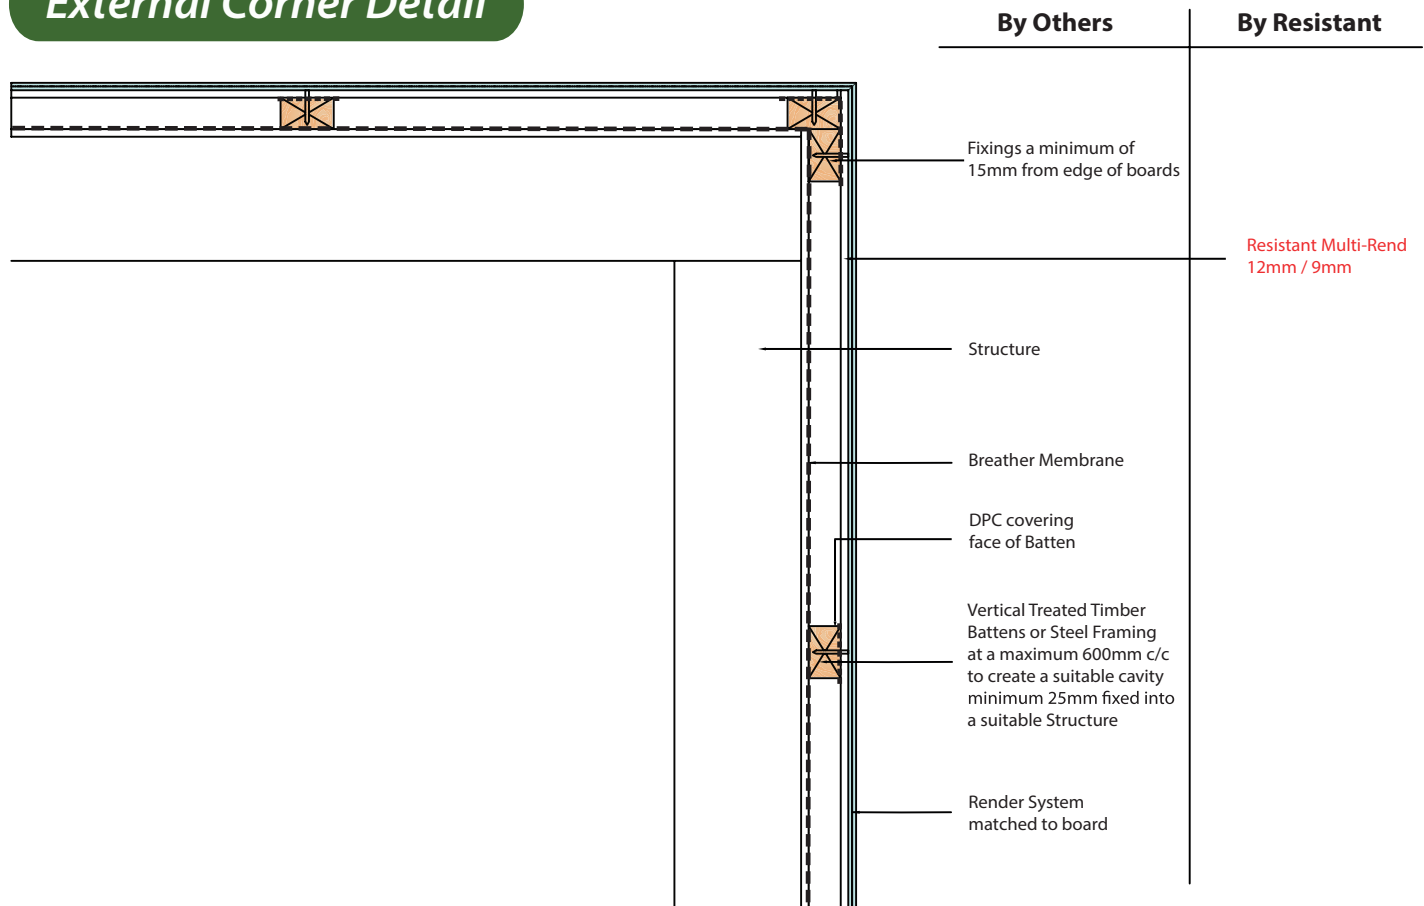 External Corner Detail
By Others
By Resistant
Fixings a minimum of
15mm from edge of boards
Resistant Multi-Rend
12mm / 9mm
Structure
Breather Membrane
DPC covering
face of Batten
Vertical Treated Timber
Battens or Steel Framing
at a maximum 600mm c/c
to create a suitable cavity
minimum 25mm fixed into
a suitable Structure
Render System
matched to board